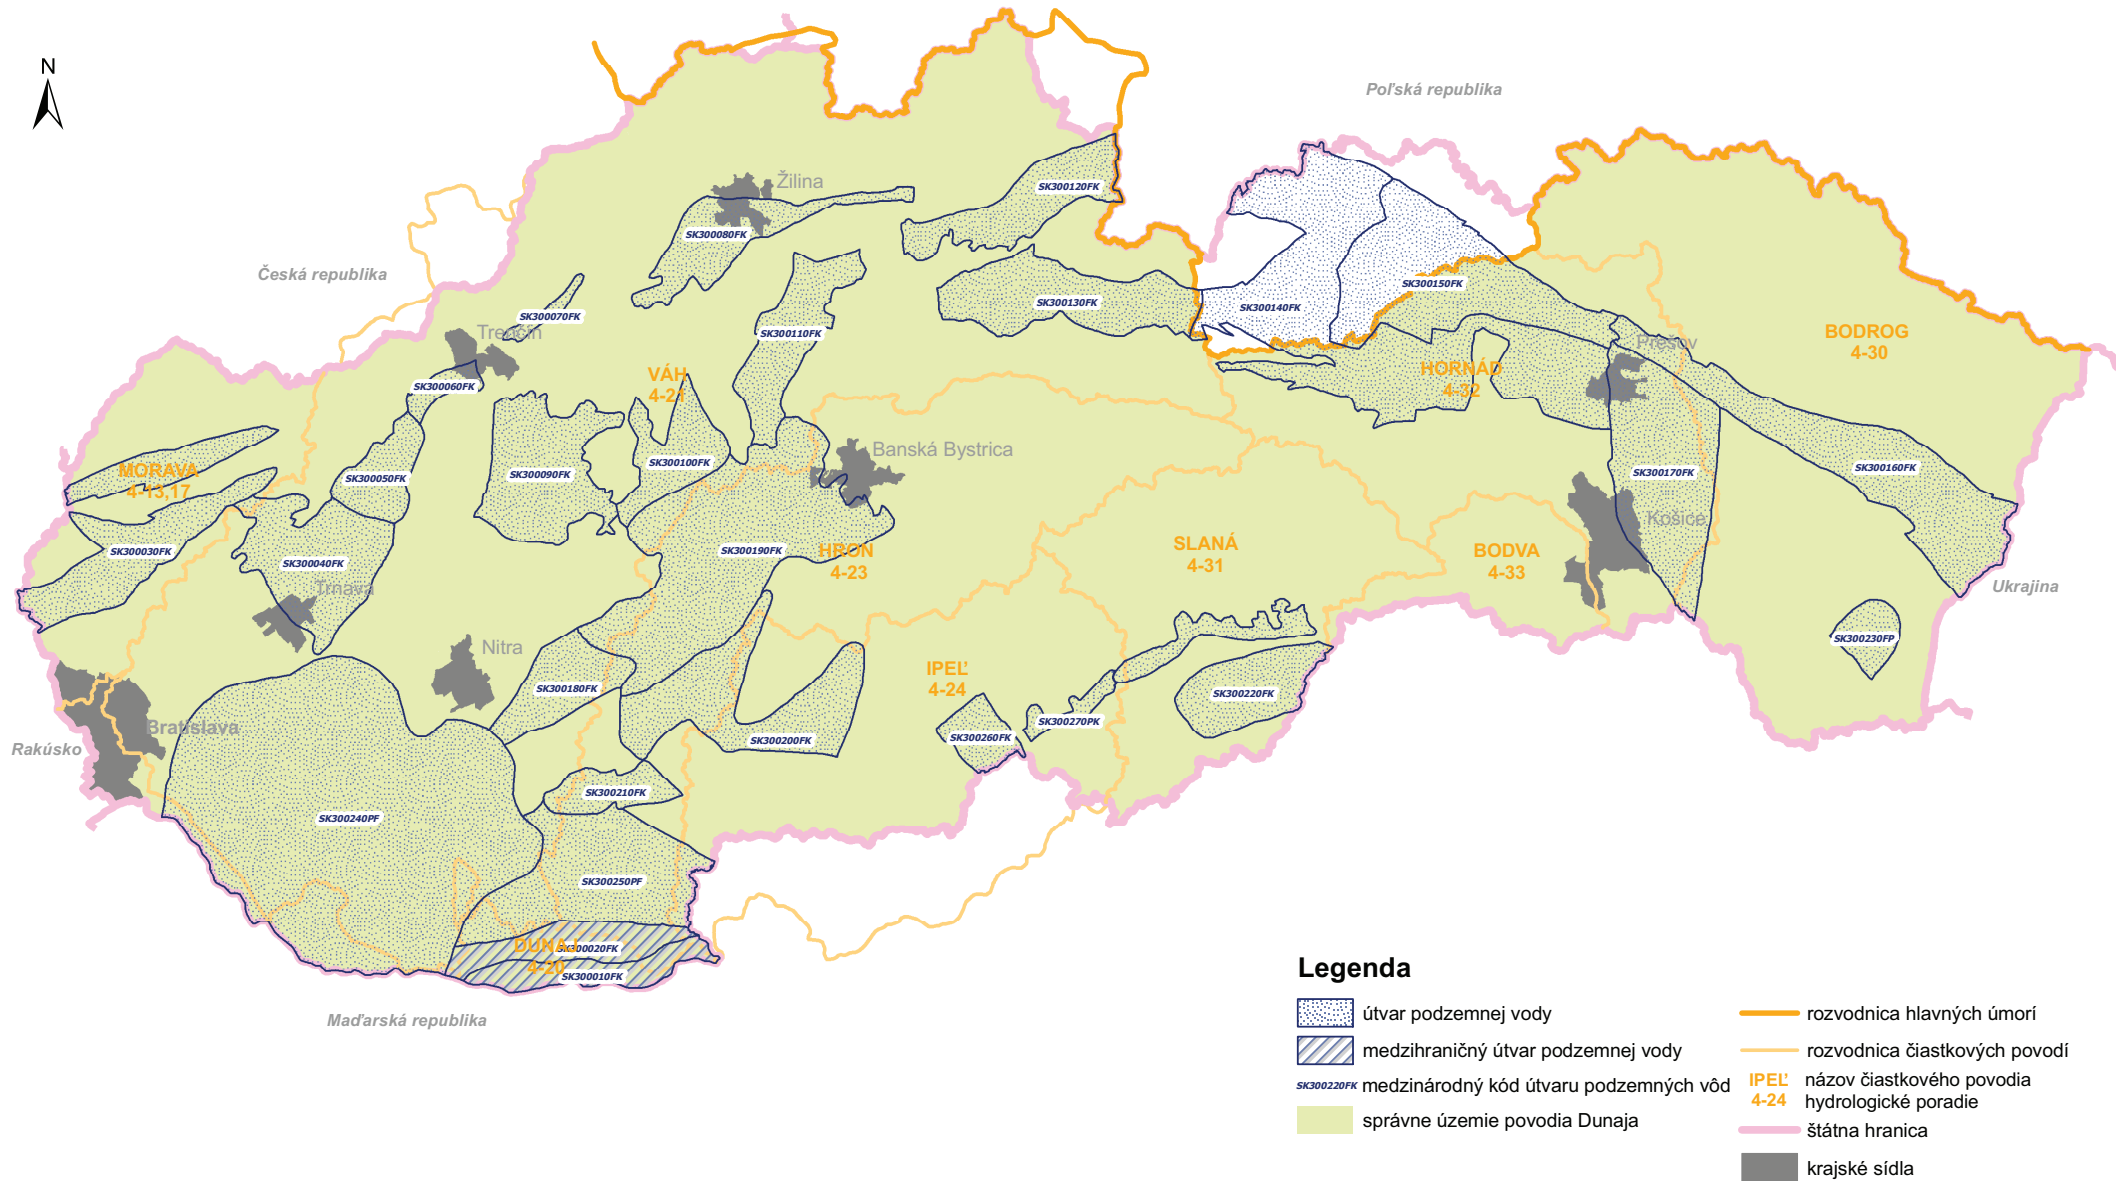 N
Poľská republika
Žilina
SK300120FK
SK300080FK
Česká republika
SK300150FK
SK300130FK
SK300140FK
SK300070FK
Trenčín
SK300110FK
BODROG
4-30
Prešov
VÁH
4-21
HORNÁD
4-32
SK300060FK
Banská Bystrica
SK300100FK
MORAVA
4-13,17
SK300050FK
SK300090FK
SK300160FK
SK300170FK
Košice
SK300030FK
SK300190FK
HRON
4-23
SLANÁ
4-31
BODVA
4-33
SK300040FK
Trnava
Ukrajina
SK300230FP
Nitra
IPEĽ
4-24
SK300180FK
SK300220FK
Bratislava
Rakúsko
SK300270PK
SK300260FK
SK300200FK
SK300210FK
SK300240PF
SK300250PF
DUNAJ
4-20
SK300020FK
SK300010FK
Maďarská republika
Legenda
útvar podzemnej vody
medzihraničný útvar podzemnej vody
SK300220FK medzinárodný kód útvaru podzemných vôd
správne územie povodia Dunaja
rozvodnica hlavných úmorí
rozvodnica čiastkových povodí
IPEĽ názov čiastkového povodia
4-24 hydrologické poradie
štátna hranica
krajské sídla